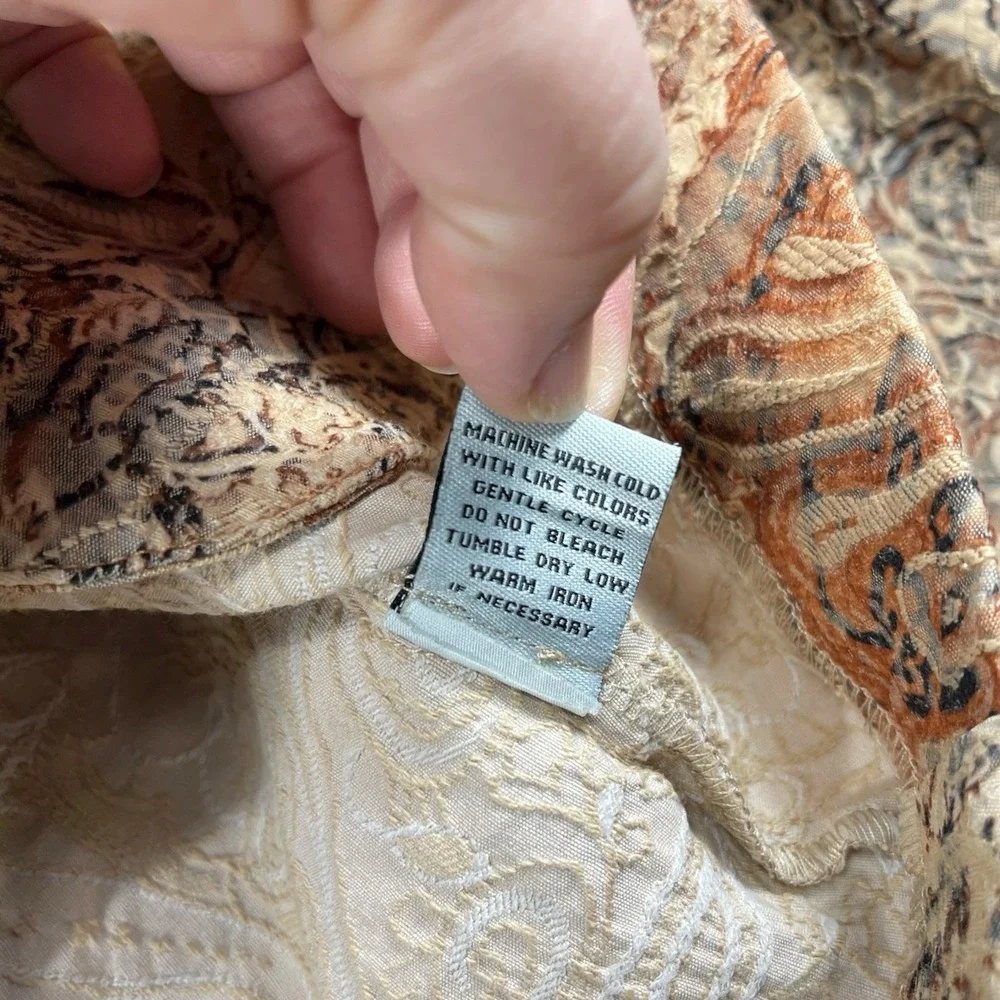 MACHINE WASH COLD
WITH LIKE COLORS
GENTLE CYCLE
DO NOT BLEACH
TUMBLE DRY LOW
WARM IRON
IF NECESSARY